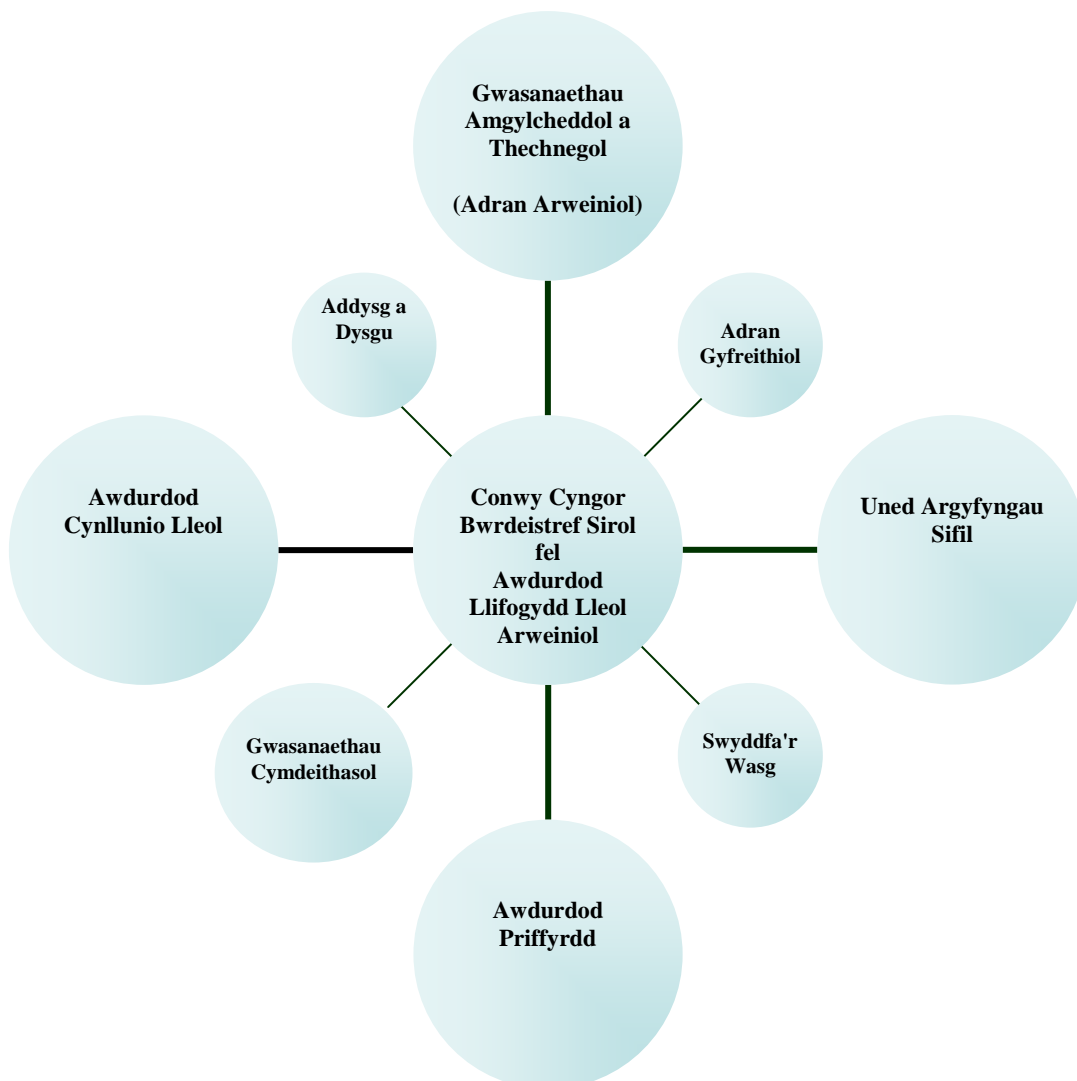 Gwasanaethau
Amgylcheddol a
Thechnegol
(Adran Arweiniol)
Addysg a
Dysgu
Adran
Gyfreithiol
Awdurdod
Cynllunio Lleol
Conwy Cyngor
Bwrdeistref Sirol
fel
Awdurdod
Llifogydd Lleol
Arweiniol
Uned Argyfyngau
Sifil
Gwasanaethau
Cymdeithasol
Swyddfa'r
Wasg
Awdurdod
Priffyrdd